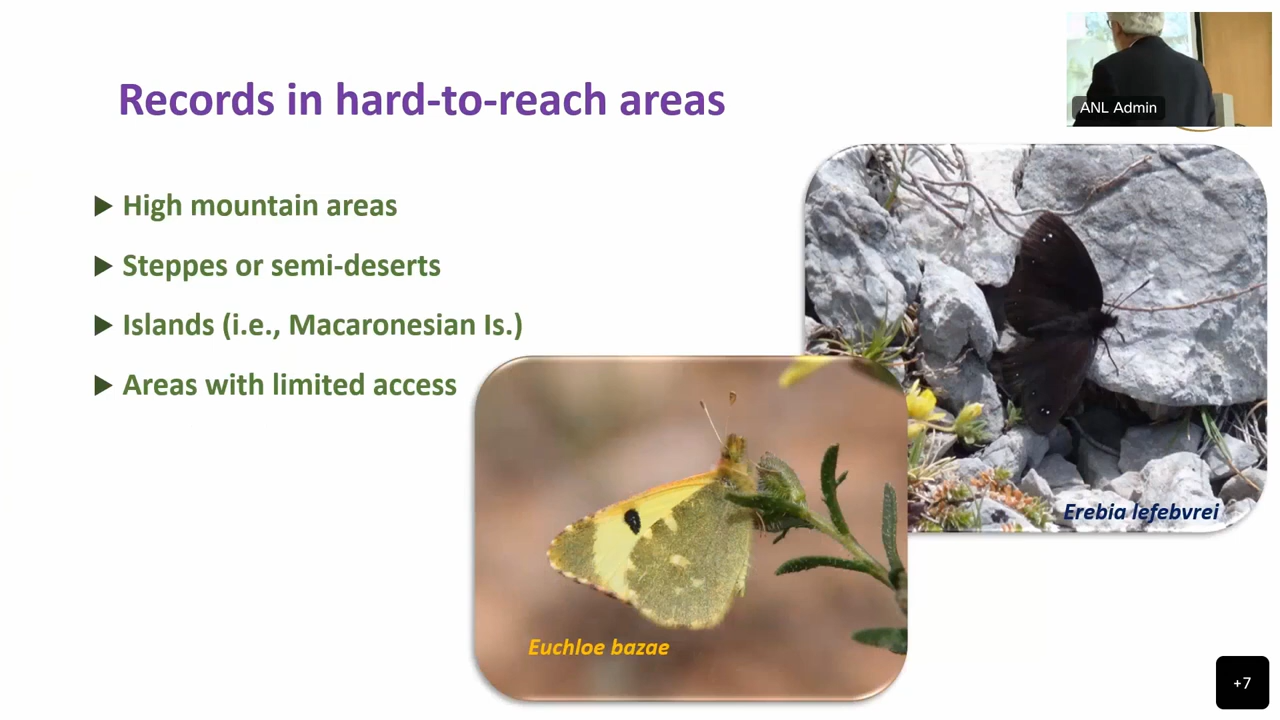 ANL Admin
Records in hard-to-reach areas
High mountain areas
Steppes or semi-deserts
Islands (i.e., Macaronesian Is.)
Areas with limited access
Erebia lefebvrei
Euchloe bazae
+7